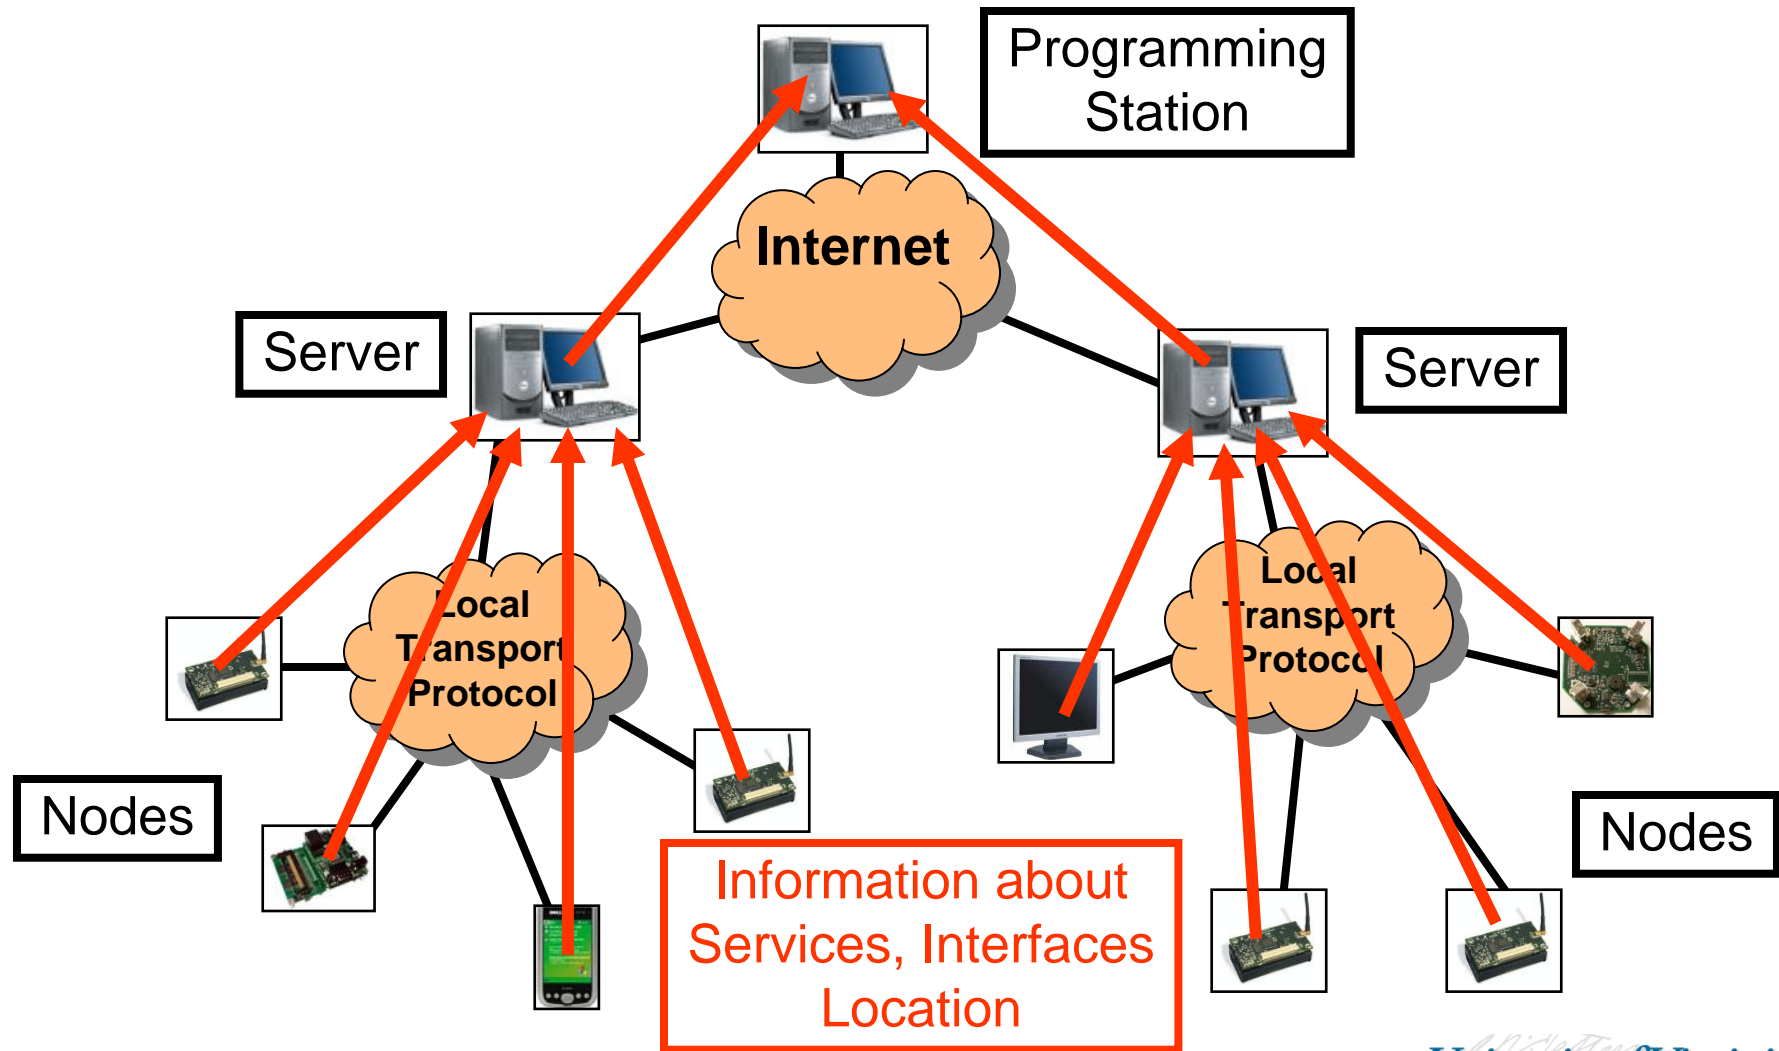 Programming
Station
Internet
Server
Server
Local
Transport
Protocol
Local
Transport
Protocol
Nodes
Nodes
Information about
Services, Interfaces
Location